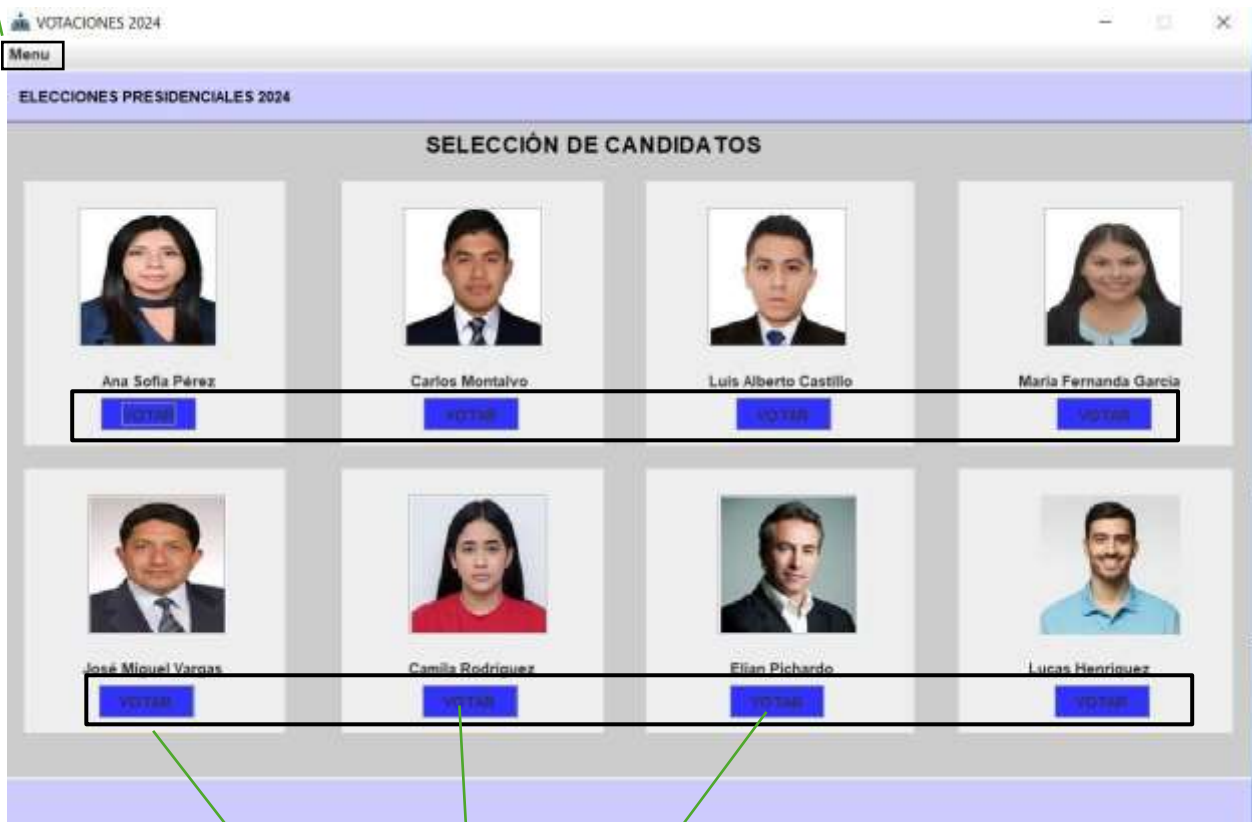 VOTACIONES 2024
Menu
ELECCIONES PRESIDENCIALES 2024
SELECCIÓN DE CANDIDATOS
Ana Sofia Pérez Carlos Montalvo Luis Alberto Castillo Maria Fernanda Garcia
VOTAR VOTAR VOTAR VOTAR
José Miguel Vargas Camila Rodriguez Elian Pichardo Lucas Henriquez
VOTAR VOTAR VOTAR VOTAR